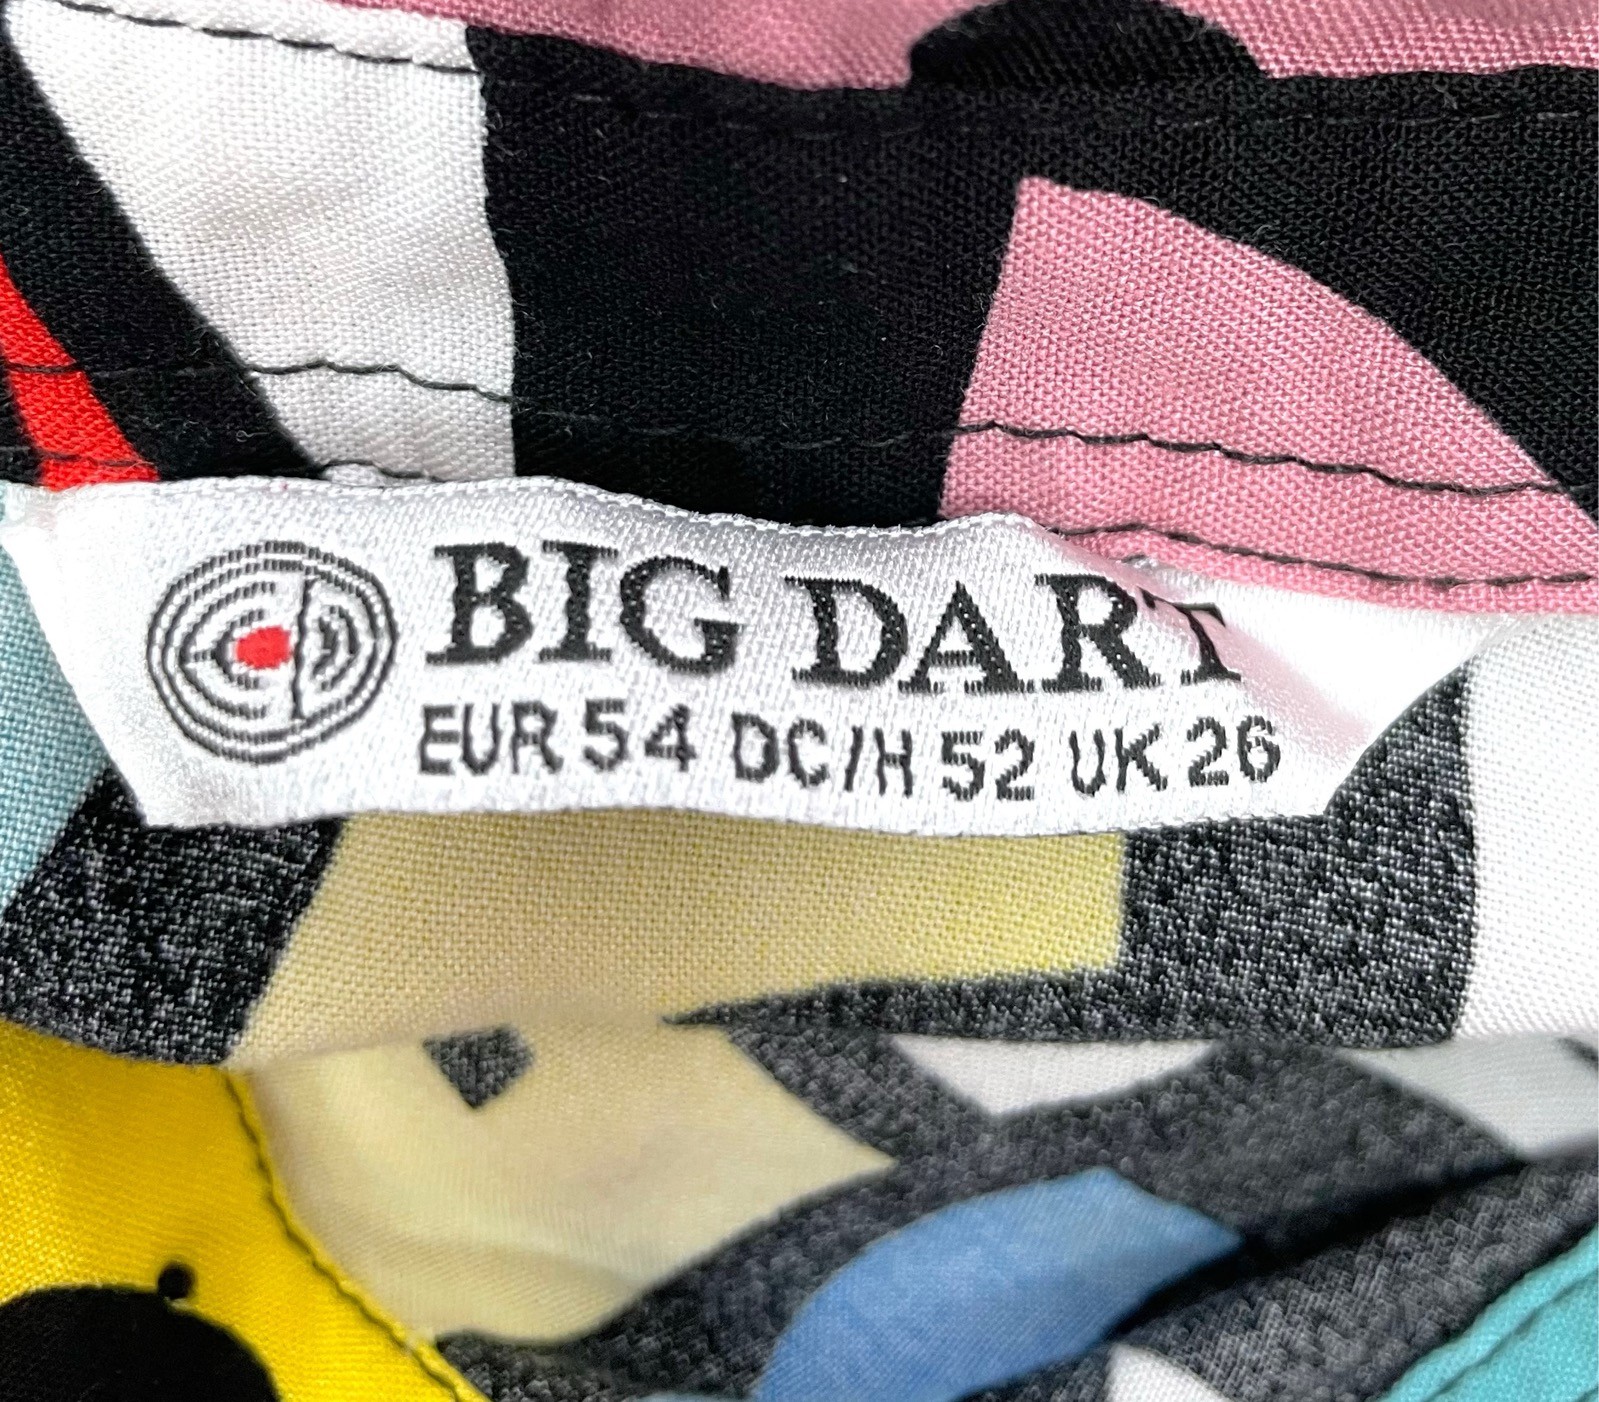 BIG DART
EUR 54 DC/H 52 UK 26